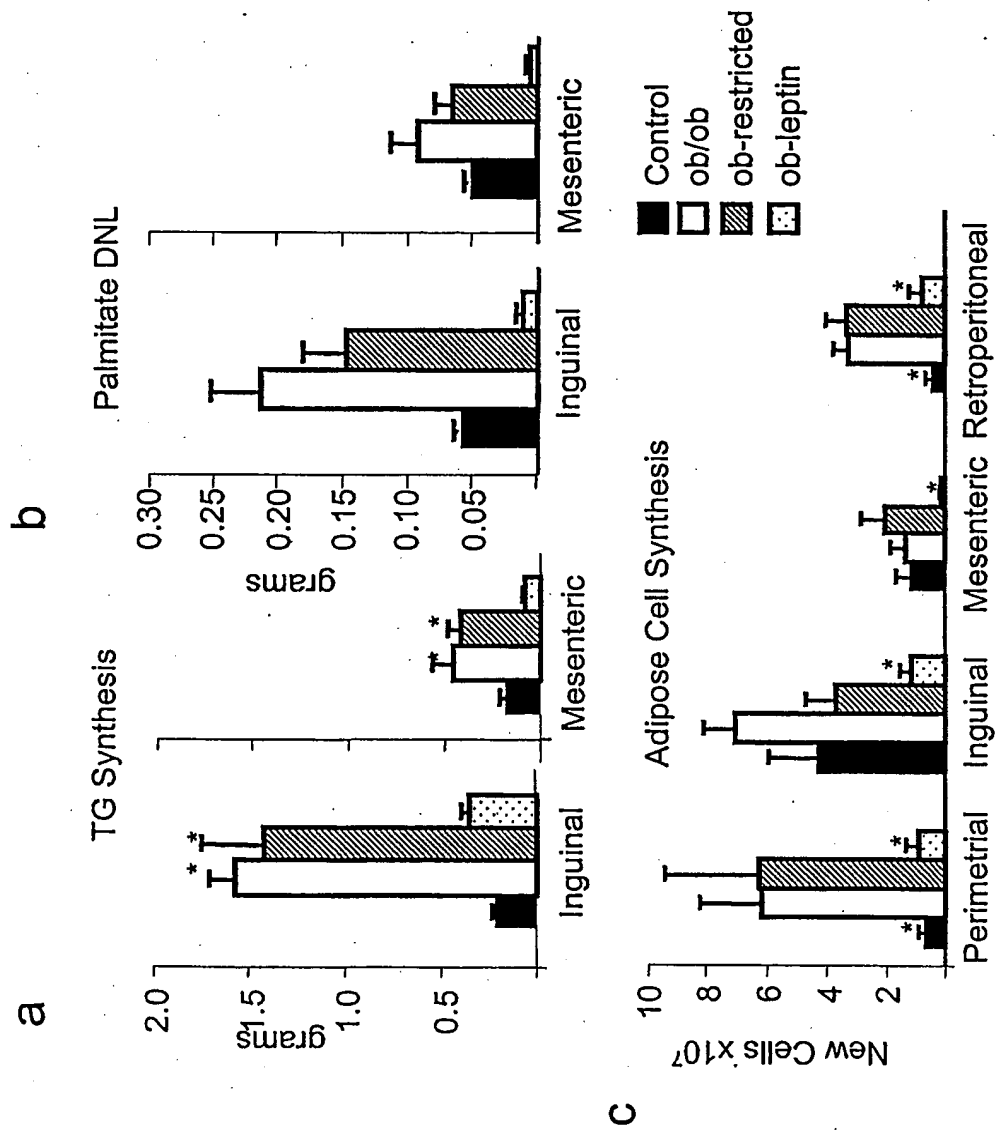 a
TG Synthesis
grams
2.0
1.5
1.0
0.5
Inguinal
Mesenteric
*
*
*
*
b
Palmitate DNL
grams
0.30
0.25
0.20
0.15
0.10
0.05
Inguinal
Mesenteric
c
Adipose Cell Synthesis
New Cells x10⁷
10
8
6
4
2
*
*
*
*
*
*
Perimetrial
Inguinal
Mesenteric
Retroperitoneal
Control
ob/ob
ob-restricted
ob-leptin